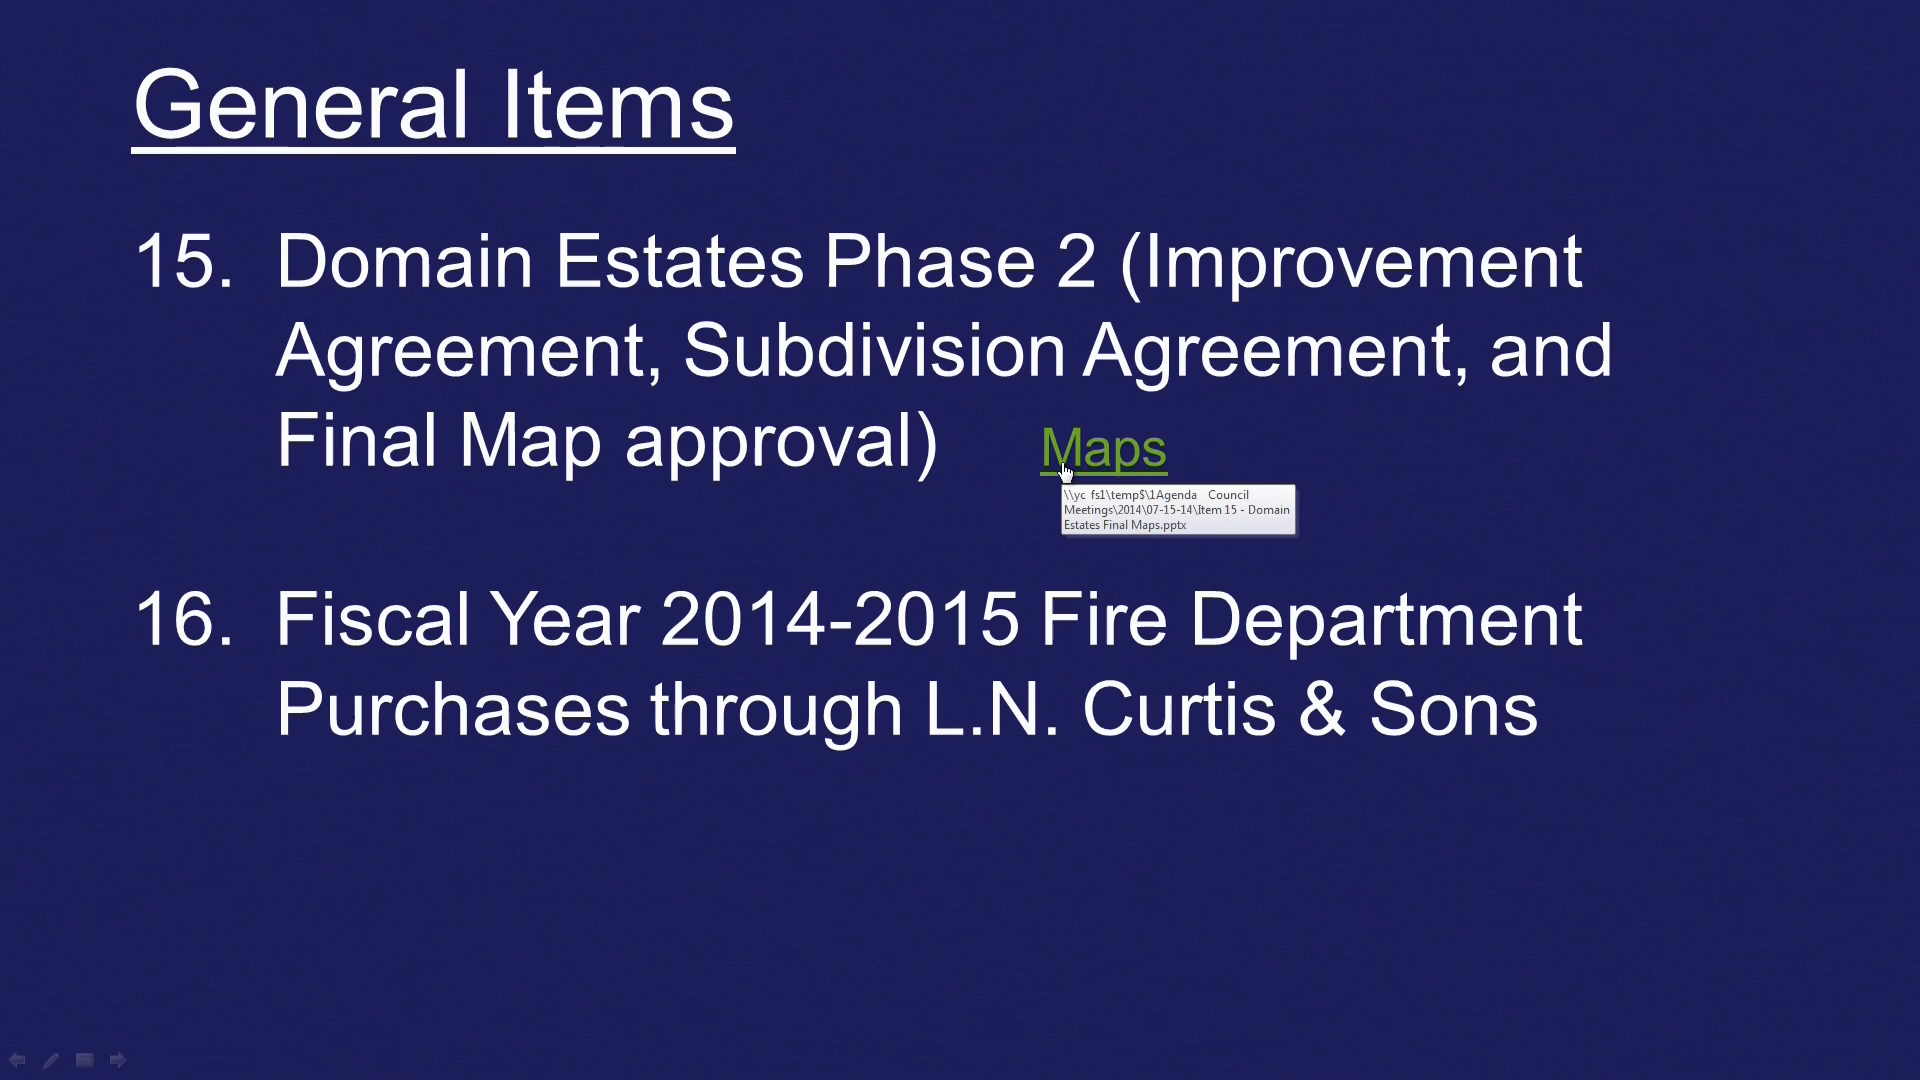 General Items
15. Domain Estates Phase 2 (Improvement
Agreement, Subdivision Agreement, and
Final Map approval) Maps
\\yc fs1\temp$\1Agenda Council
Meetings\2014\07-15-14\Item 15 - Domain
Estates Final Maps.pptx
16. Fiscal Year 2014-2015 Fire Department
Purchases through L.N. Curtis & Sons